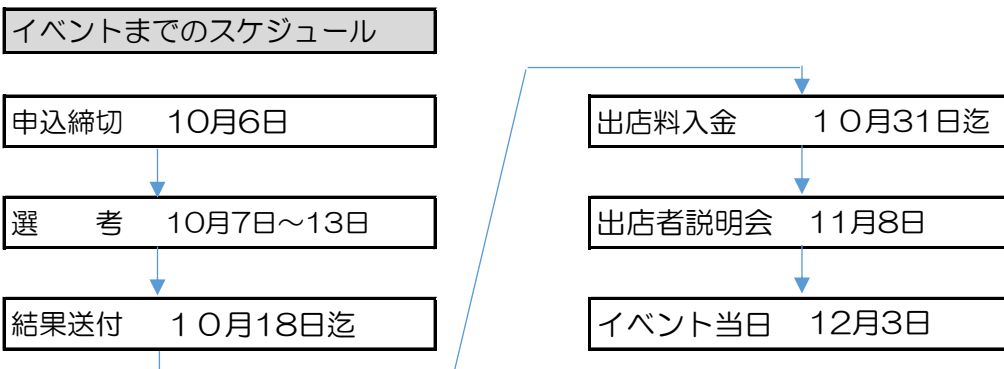 イベントまでのスケジュール
申込締切 10月6日
選 考 10月7日~13日
結果送付 10月18日迄
出店料入金 10月31日迄
出店者説明会 11月8日
イベント当日 12月3日